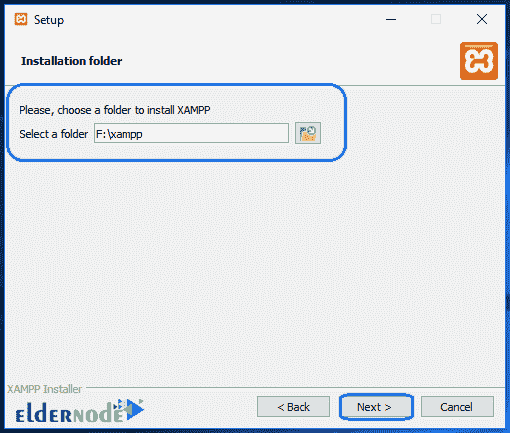 Setup
Installation folder
Please, choose a folder to install XAMPP
Select a folder F:\xampp
XAMPP Installer
eLDERNODE
< Back Next > Cancel